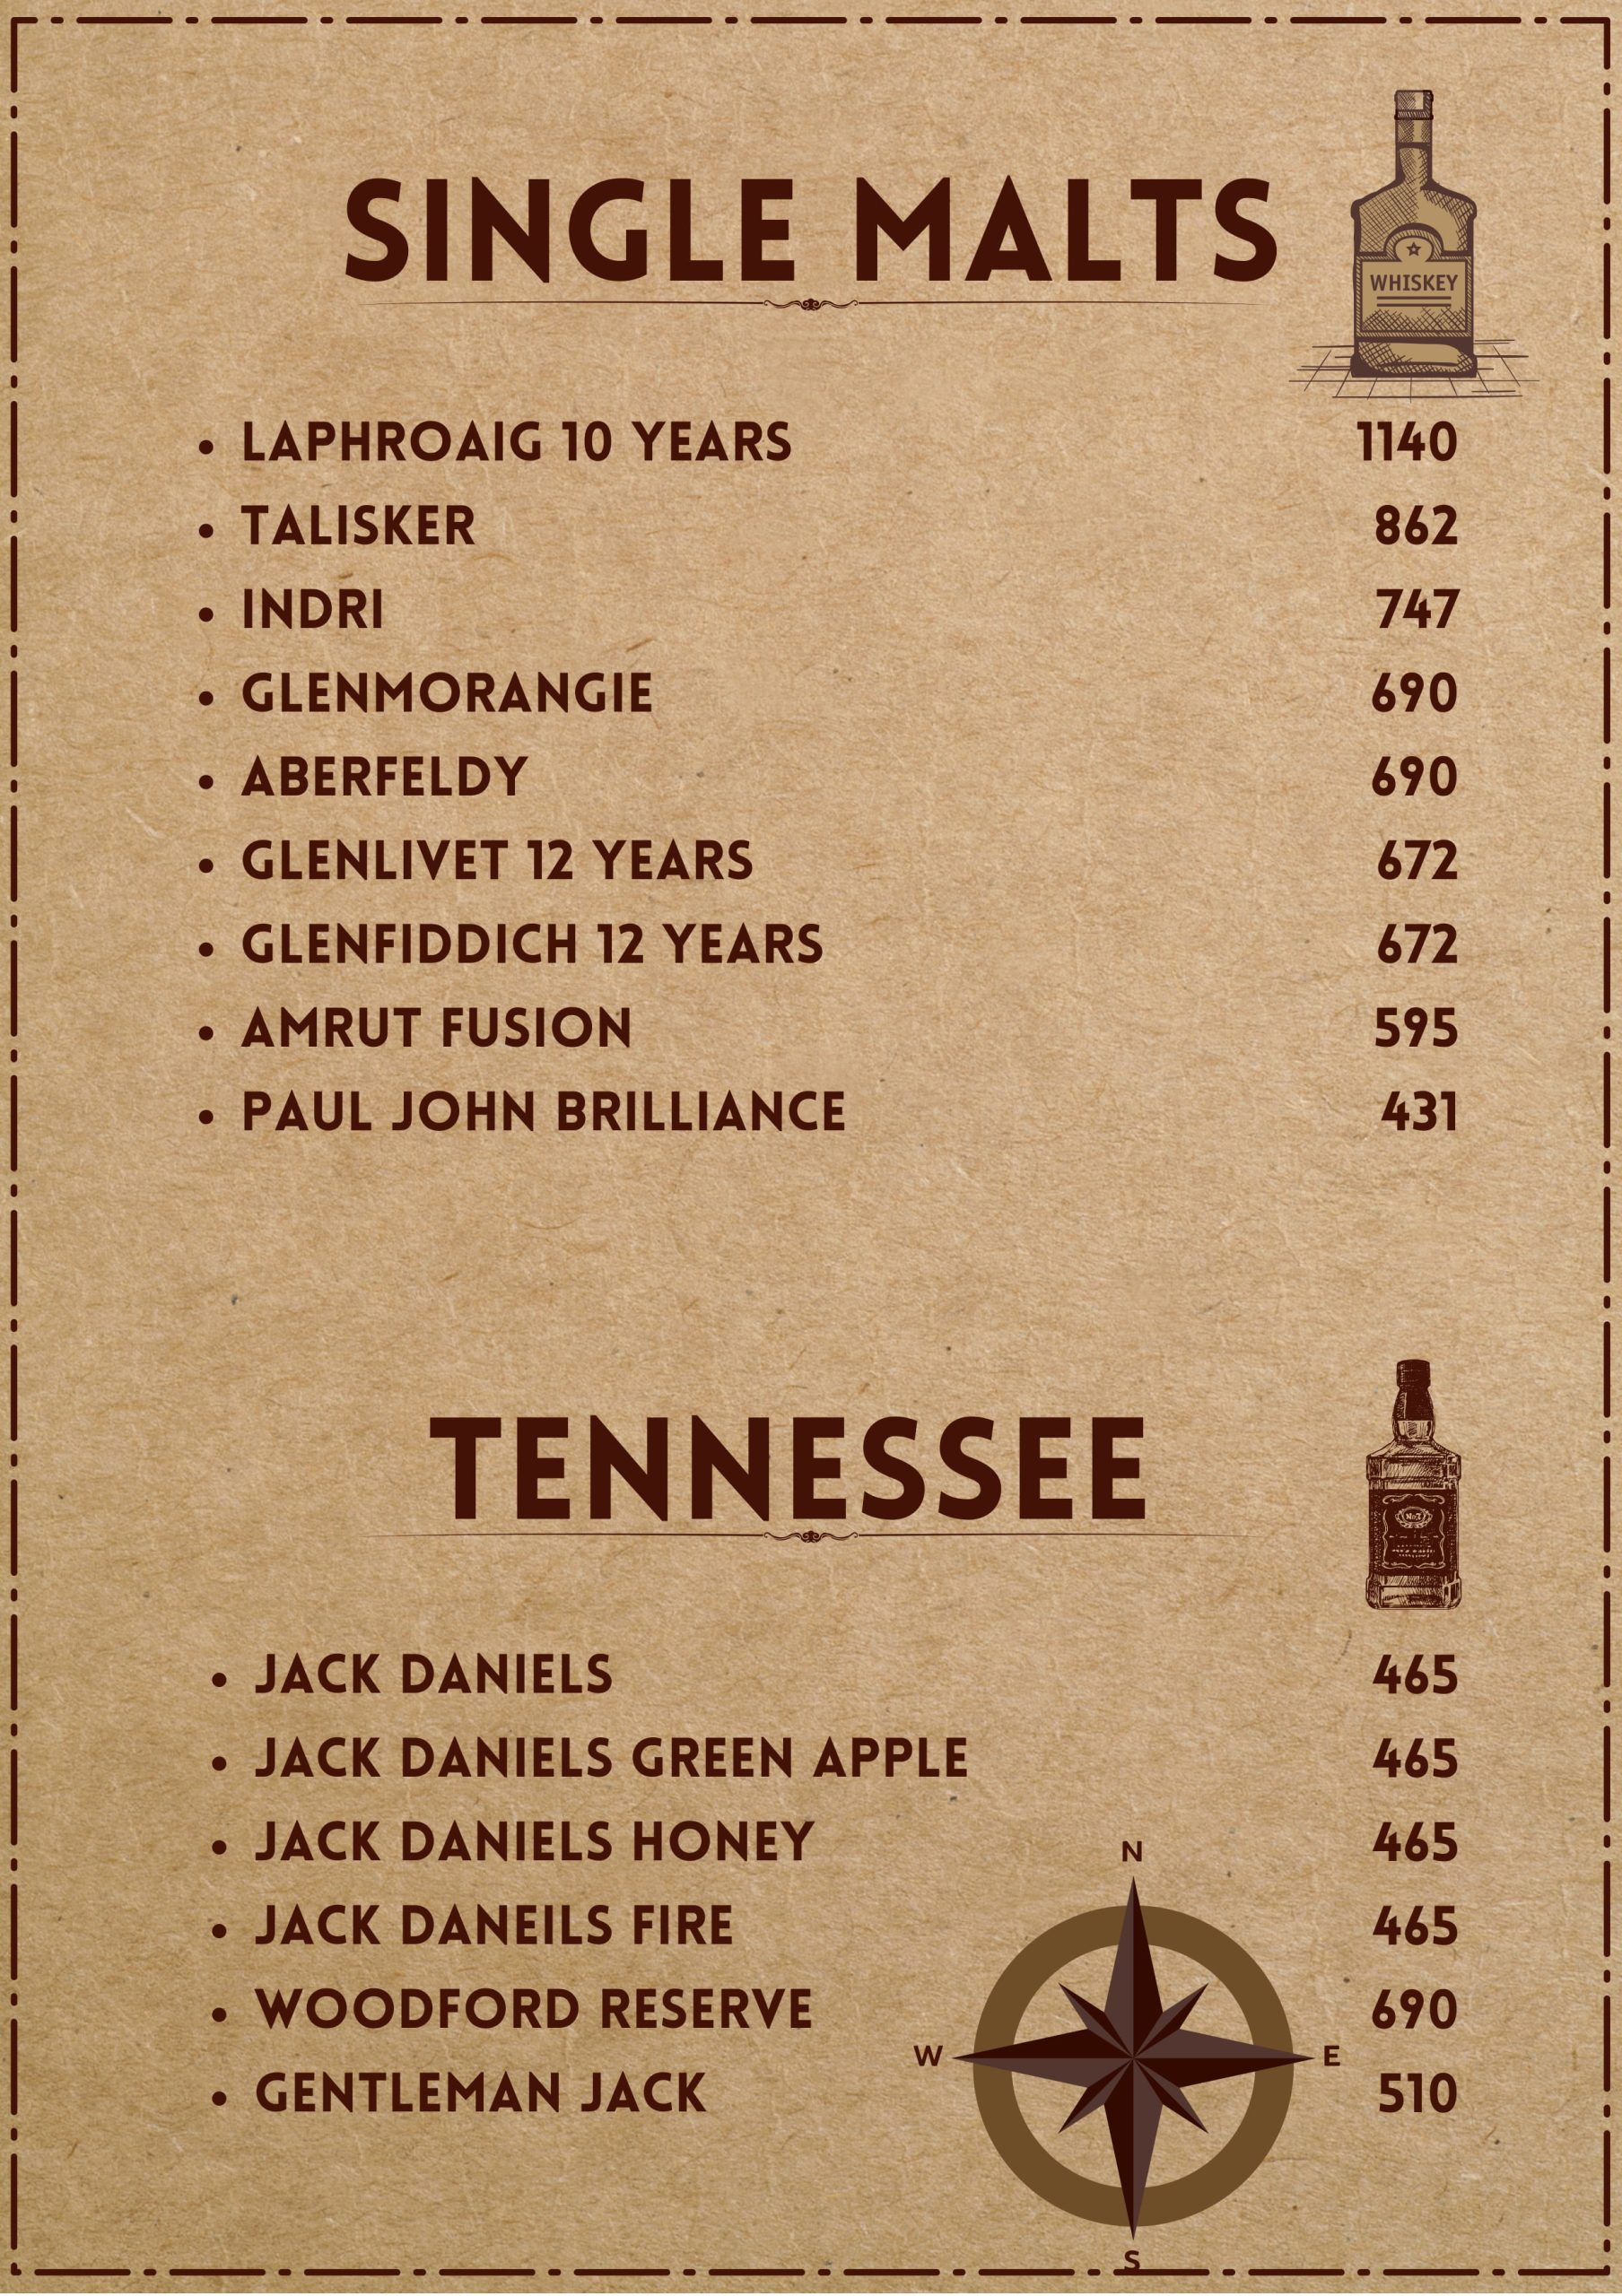 SINGLE MALTS
WHISKEY
• LAPHROAIG 10 YEARS 1140
• TALISKER 862
• INDRI 747
• GLENMORANGIE 690
• ABERFELDY 690
• GLENLIVET 12 YEARS 672
• GLENFIDDICH 12 YEARS 672
• AMRUT FUSION 595
• PAUL JOHN BRILLIANCE 431
TENNESSEE
No.7
• JACK DANIELS 465
• JACK DANIELS GREEN APPLE 465
• JACK DANIELS HONEY 465
• JACK DANEILS FIRE 465
• WOODFORD RESERVE 690
• GENTLEMAN JACK 510
N
W E
S